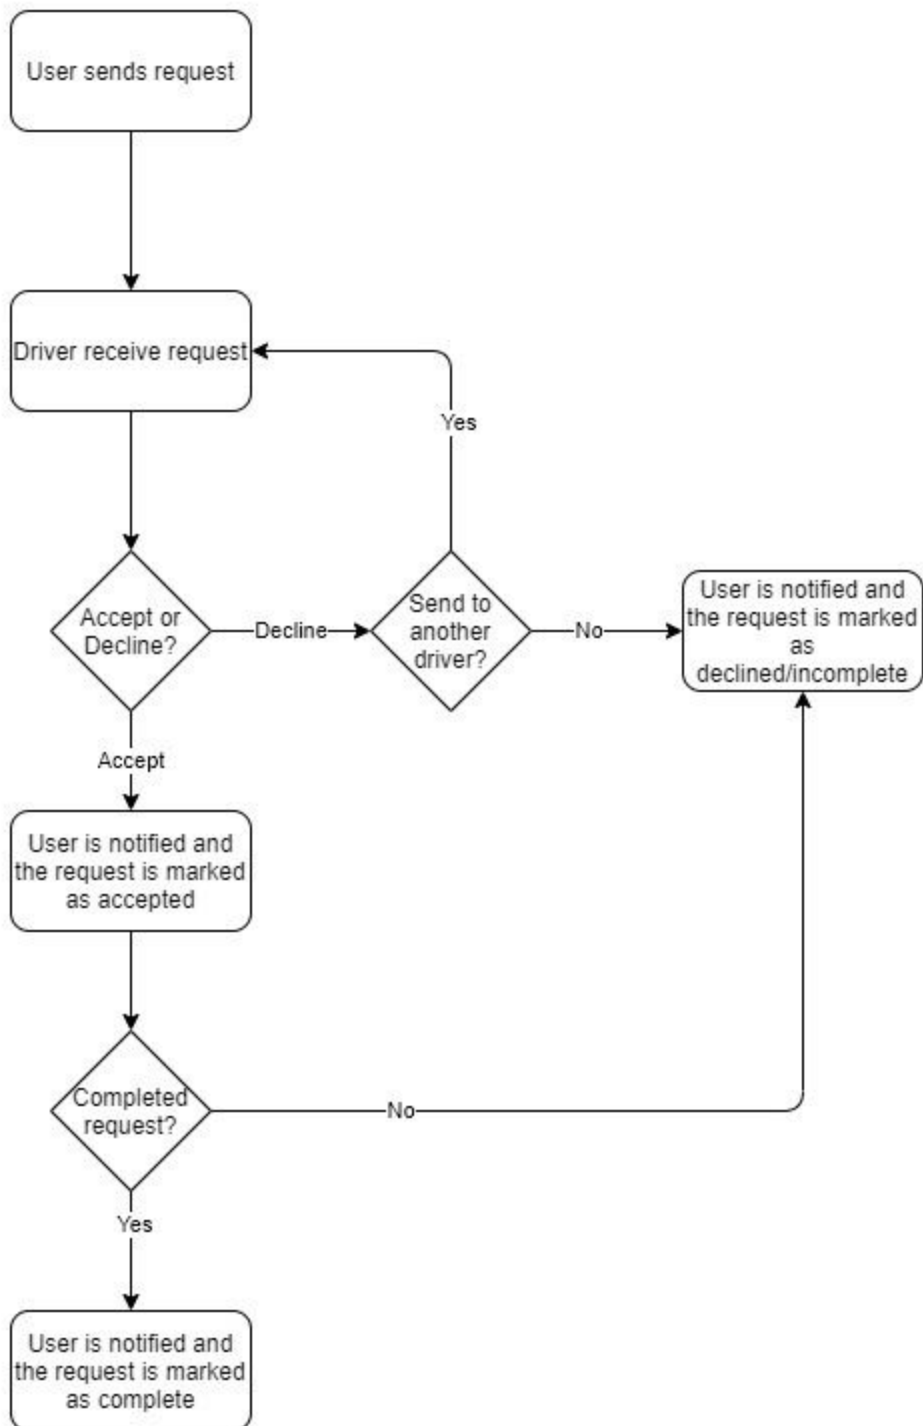 User sends request
Driver receive request
Yes
Accept or
Decline?
Decline
Send to
another
driver?
No
User is notified and
the request is marked
as
declined/incomplete
Accept
User is notified and
the request is marked
as accepted
Completed
request?
No
Yes
User is notified and
the request is marked
as complete